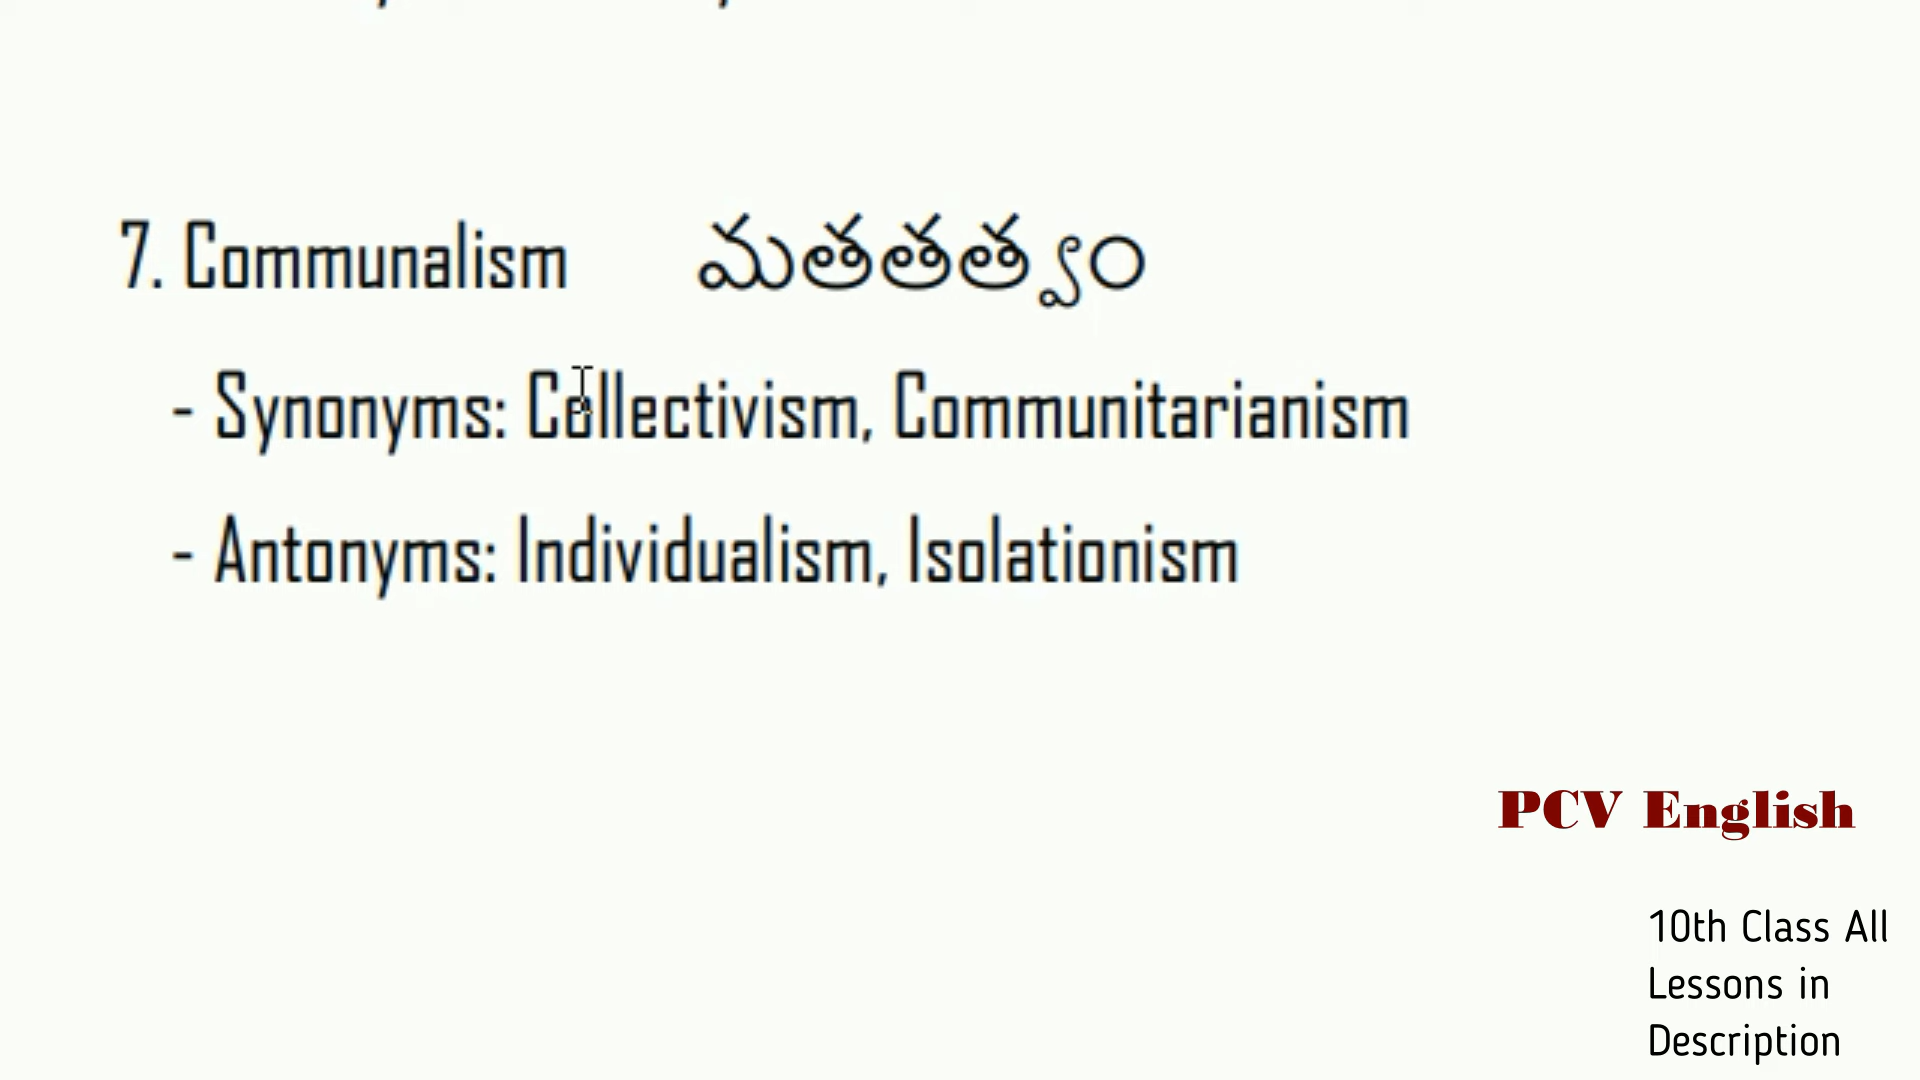 7. Communalism మతతత్వం
- Synonyms: Collectivism, Communitarianism
- Antonyms: Individualism, Isolationism
PCV English
10th Class All
Lessons in
Description